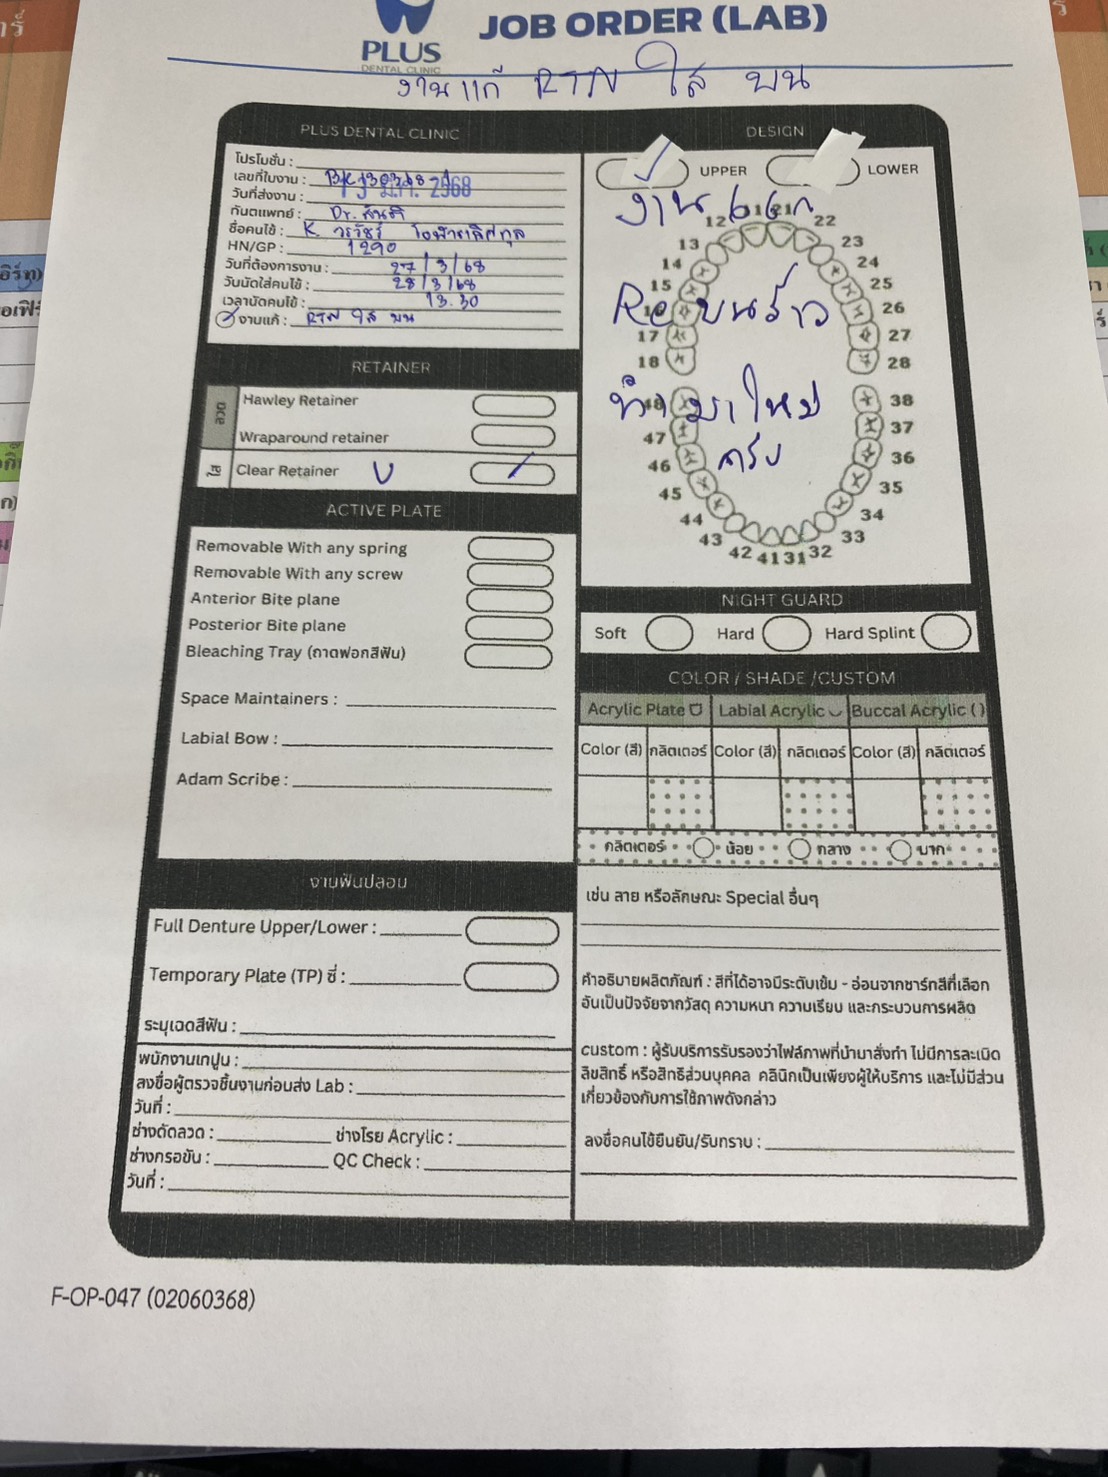 JOB ORDER (LAB)
PLUS
DENTAL CLINIC
งานแก้ RTN ใส บน
PLUS DENTAL CLINIC
โปรโมชั่น :
เลขที่ใบงาน :
วันที่ส่งงาน : 2568
ทันตแพทย์ : Dr.
ชื่อคนไข้ : K.
HN/GP : 1290
วันที่ต้องการงาน : 27/3/68
วันนัดใส่คนไข้ : 28/3/68
เวลานัดคนไข้ : 13.30
งานแก้ : RTN ใส บน
RETAINER
DCP
Hawley Retainer
Wraparound retainer
ใส
Clear Retainer U
ACTIVE PLATE
Removable With any spring
Removable With any screw
Anterior Bite plane
Posterior Bite plane
Bleaching Tray (ถาดฟอกสีฟัน)
Space Maintainers :
Labial Bow :
Adam Scribe :
งานฟันปลอม
Full Denture Upper/Lower :
Temporary Plate (TP) ซี่ :
ระบุเฉดสีฟัน :
พนักงานเทปูน :
ลงชื่อผู้ตรวจชิ้นงานก่อนส่ง Lab :
วันที่ :
ช่างดัดลวด : ช่างโรย Acrylic :
ช่างกรอขัน : QC Check :
วันที่ :
DESIGN
UPPER LOWER
งานแตก
12 11 21 22
13 23
14 24
15 25
Re บนร้าว
16 26
17 27
18 28
ทำมาใหม่
48 38
47 37
ครับ
46 36
45 35
44 34
43 33
42 41 31 32
NIGHT GUARD
Soft Hard Hard Splint
COLOR / SHADE /CUSTOM
Acrylic Plate Labial Acrylic Buccal Acrylic ( )
Color (สี) กลิตเตอร์ Color (สี) กลิตเตอร์ Color (สี) กลิตเตอร์
กลิตเตอร์ น้อย กลาง มาก
เช่น ลาย หรือลักษณะ Special อื่นๆ
คำอธิบายผลิตภัณฑ์ : สีที่ได้อาจมีระดับเข้ม - อ่อนจากชาร์ทสีที่เลือก
อันเป็นปัจจัยจากวัสดุ ความหนา ความเรียบ และกระบวนการผลิต
custom : ผู้รับบริการรับรองว่าไฟล์ภาพที่นำมาสั่งทำ ไม่มีการละเมิด
ลิขสิทธิ์ หรือสิทธิส่วนบุคคล คลินิกเป็นเพียงผู้ให้บริการ และไม่มีส่วน
เกี่ยวข้องกับการใช้ภาพดังกล่าว
ลงชื่อคนไข้ยืนยัน/รับทราบ :
F-OP-047 (02060368)